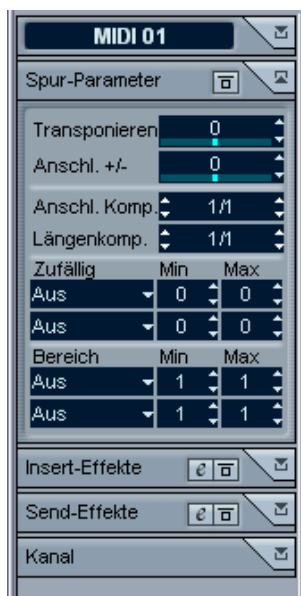 MIDI 01
Spur-Parameter
Transponieren 0
Anschl. +/- 0
Anschl. Komp. 1/1
Längenkomp. 1/1
Zufällig Min Max
Aus 0 0
Aus 0 0
Bereich Min Max
Aus 1 1
Aus 1 1
Insert-Effekte e
Send-Effekte e
Kanal